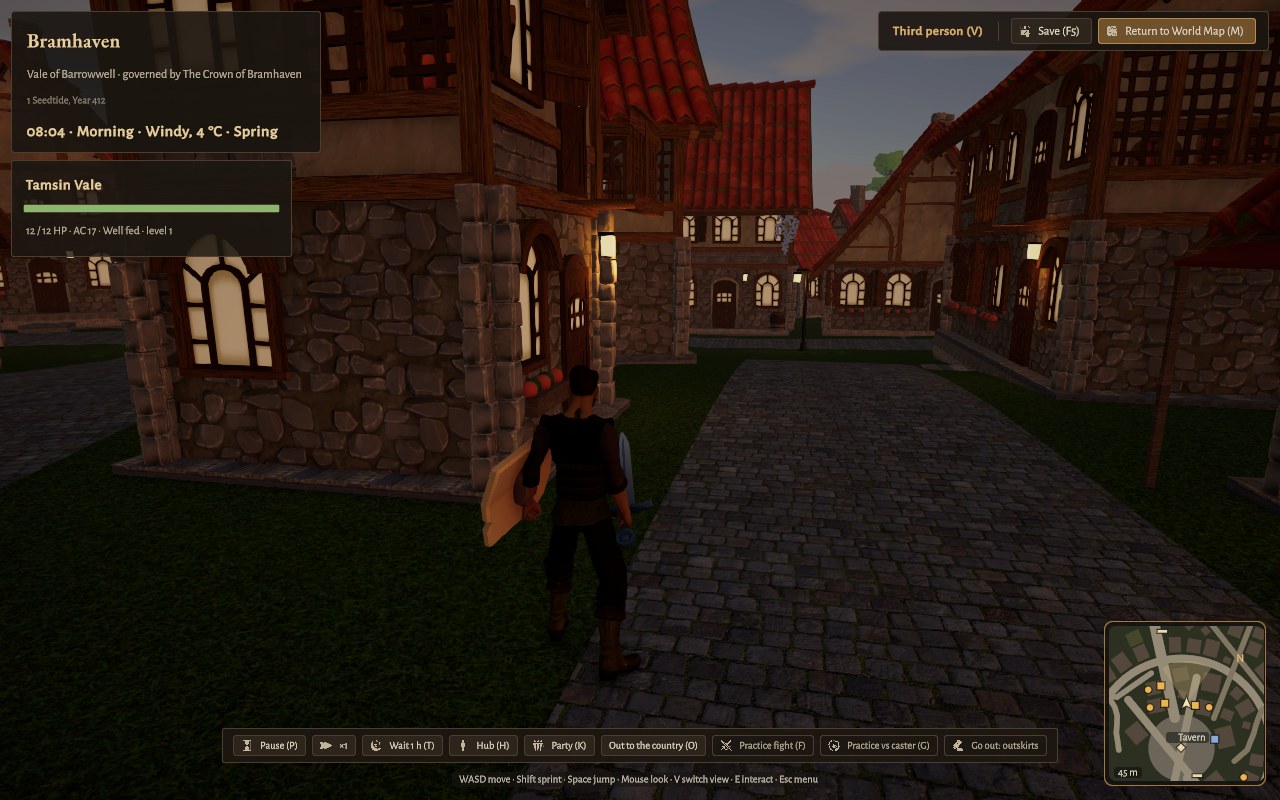 Bramhaven
Vale of Barrowwell · governed by The Crown of Bramhaven
1 Seedtide, Year 412
08:04 · Morning · Windy, 4 °C · Spring
Tamsin Vale
12 / 12 HP · AC 17 · Well fed · level 1
Third person (V)
Save (F5)
Return to World Map (M)
N
Tavern
45 m
Pause (P)
×1
Wait 1 h (T)
Hub (H)
Party (K)
Out to the country (O)
Practice fight (F)
Practice vs caster (G)
Go out: outskirts
WASD move · Shift sprint · Space jump · Mouse look · V switch view · E interact · Esc menu